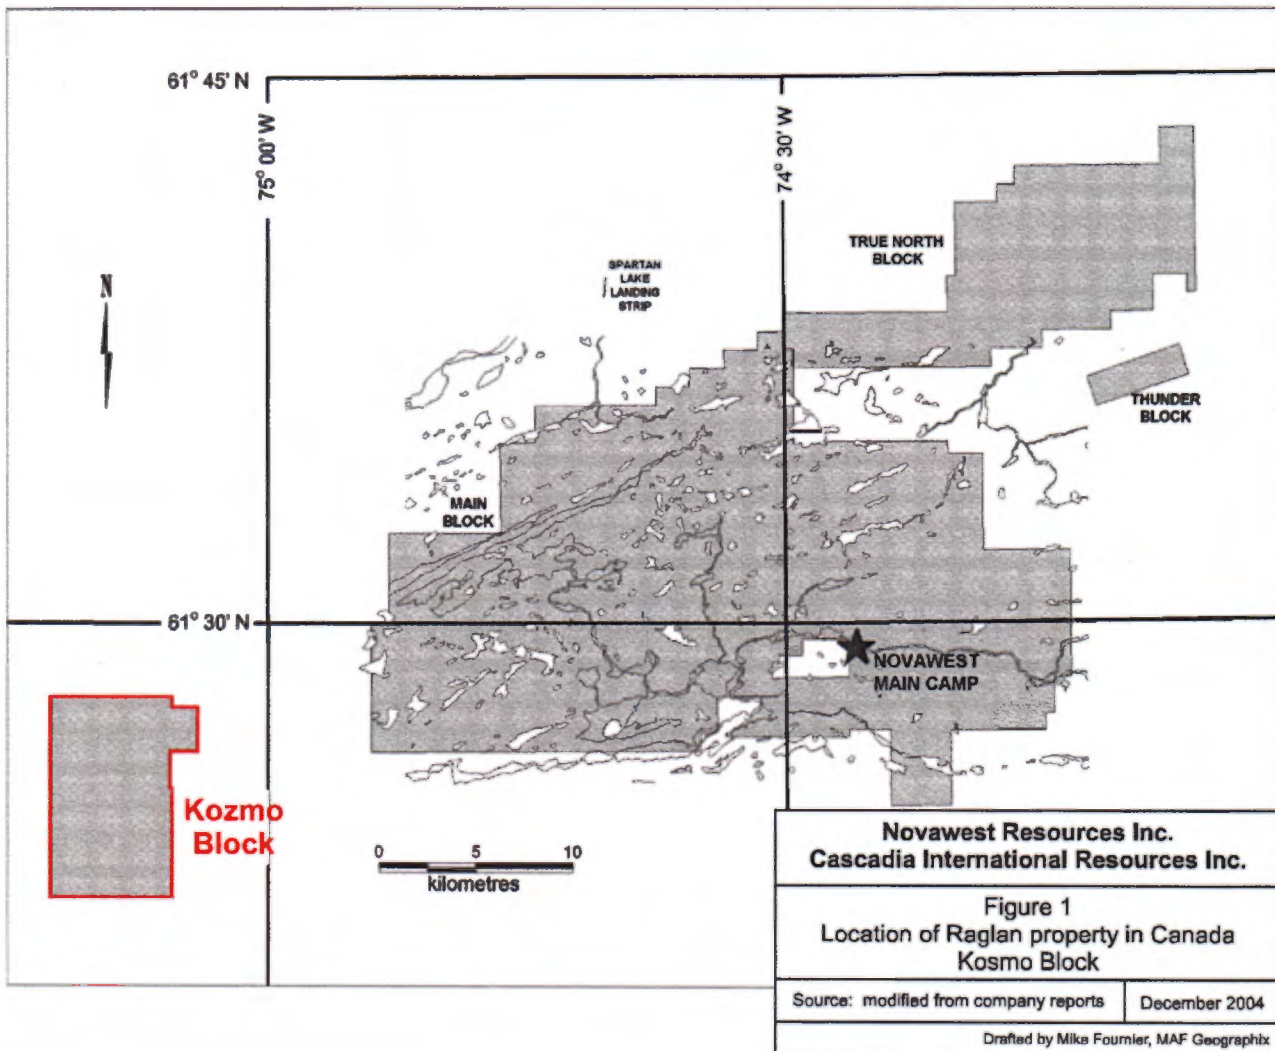 61° 45' N
75° 00' W
74° 30' W
N
SPARTAN
LAKE
LANDING
STRIP
TRUE NORTH
BLOCK
THUNDER
BLOCK
MAIN
BLOCK
61° 30' N
NOVAWEST
MAIN CAMP
Kozmo
Block
0 5 10
kilometres
Novawest Resources Inc.
Cascadia International Resources Inc.
Figure 1
Location of Raglan property in Canada
Kosmo Block
Source: modified from company reports
December 2004
Drafted by Mike Fournier, MAF Geographix